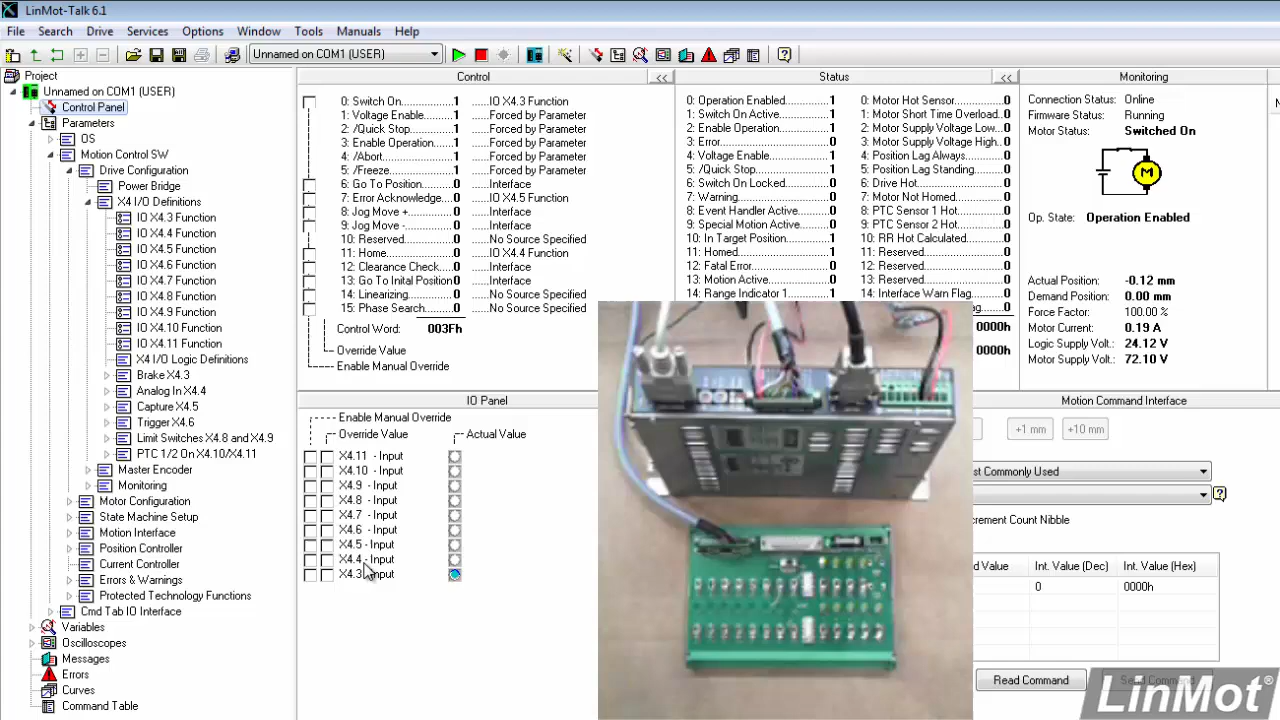 LinMot-Talk 6.1
File Search Drive Services Options Window Tools Manuals Help
Unnamed on COM1 (USER)
Project
Unnamed on COM1 (USER)
Control Panel
Parameters
OS
Motion Control SW
Drive Configuration
Power Bridge
X4 I/O Definitions
IO X4.3 Function
IO X4.4 Function
IO X4.5 Function
IO X4.6 Function
IO X4.7 Function
IO X4.8 Function
IO X4.9 Function
IO X4.10 Function
IO X4.11 Function
X4 I/O Logic Definitions
Brake X4.3
Analog In X4.4
Capture X4.5
Trigger X4.6
Limit Switches X4.8 and X4.9
PTC 1/2 On X4.10/X4.11
Master Encoder
Monitoring
Motor Configuration
State Machine Setup
Motion Interface
Position Controller
Current Controller
Errors & Warnings
Protected Technology Functions
Cmd Tab IO Interface
Variables
Oscilloscopes
Messages
Errors
Curves
Command Table
Control <<
0: Switch On...1 ......IO X4.3 Function
1: Voltage Enable...1 ......Forced by Parameter
2: /Quick Stop...1 ......Forced by Parameter
3: Enable Operation...1 ......Forced by Parameter
4: /Abort...1 ......Forced by Parameter
5: /Freeze...1 ......Forced by Parameter
6: Go To Position...0 ......Interface
7: Error Acknowledge...0 ......IO X4.5 Function
8: Jog Move +...0 ......Interface
9: Jog Move -...0 ......Interface
10: Reserved...0 ......No Source Specified
11: Home...0 ......IO X4.4 Function
12: Clearance Check...0 ......Interface
13: Go To Inital Position0 ......Interface
14: Linearizing...0 ......No Source Specified
15: Phase Search...0 ......No Source Specified
Control Word: 003Fh
Override Value
Enable Manual Override
Status <<
0: Operation Enabled...1 0: Motor Hot Sensor...0
1: Switch On Active...1 1: Motor Short Time Overload...0
2: Enable Operation...1 2: Motor Supply Voltage Low...0
3: Error...0 3: Motor Supply Voltage High...0
4: Voltage Enable...1 4: Position Lag Always...0
5: /Quick Stop...1 5: Position Lag Standing...0
6: Switch On Locked...0 6: Drive Hot...0
7: Warning...0 7: Motor Not Homed...0
8: Event Handler Active...0 8: PTC Sensor 1 Hot...0
9: Special Motion Active...0 9: PTC Sensor 2 Hot...0
10: In Target Position...1 10: RR Hot Calculated...0
11: Homed...1 11: Reserved...0
12: Fatal Error...0 12: Reserved...0
13: Motion Active...0 13: Reserved...0
14: Range Indicator 1...1 14: Interface Warn Flag...0
0000h
0000h
Monitoring
Connection Status: Online
Firmware Status: Running
Motor Status: Switched On
M
Op. State: Operation Enabled
Actual Position: -0.12 mm
Demand Position: 0.00 mm
Force Factor: 100.00 %
Motor Current: 0.19 A
Logic Supply Volt.: 24.12 V
Motor Supply Volt.: 72.10 V
IO Panel
Enable Manual Override
Override Value Actual Value
X4.11 - Input
X4.10 - Input
X4.9 - Input
X4.8 - Input
X4.7 - Input
X4.6 - Input
X4.5 - Input
X4.4 - Input
X4.3 - Input
Motion Command Interface
+1 mm +10 mm
st Commonly Used
crement Count Nibble
d Value Int. Value (Dec) Int. Value (Hex)
0 0000h
Read Command
LinMot®